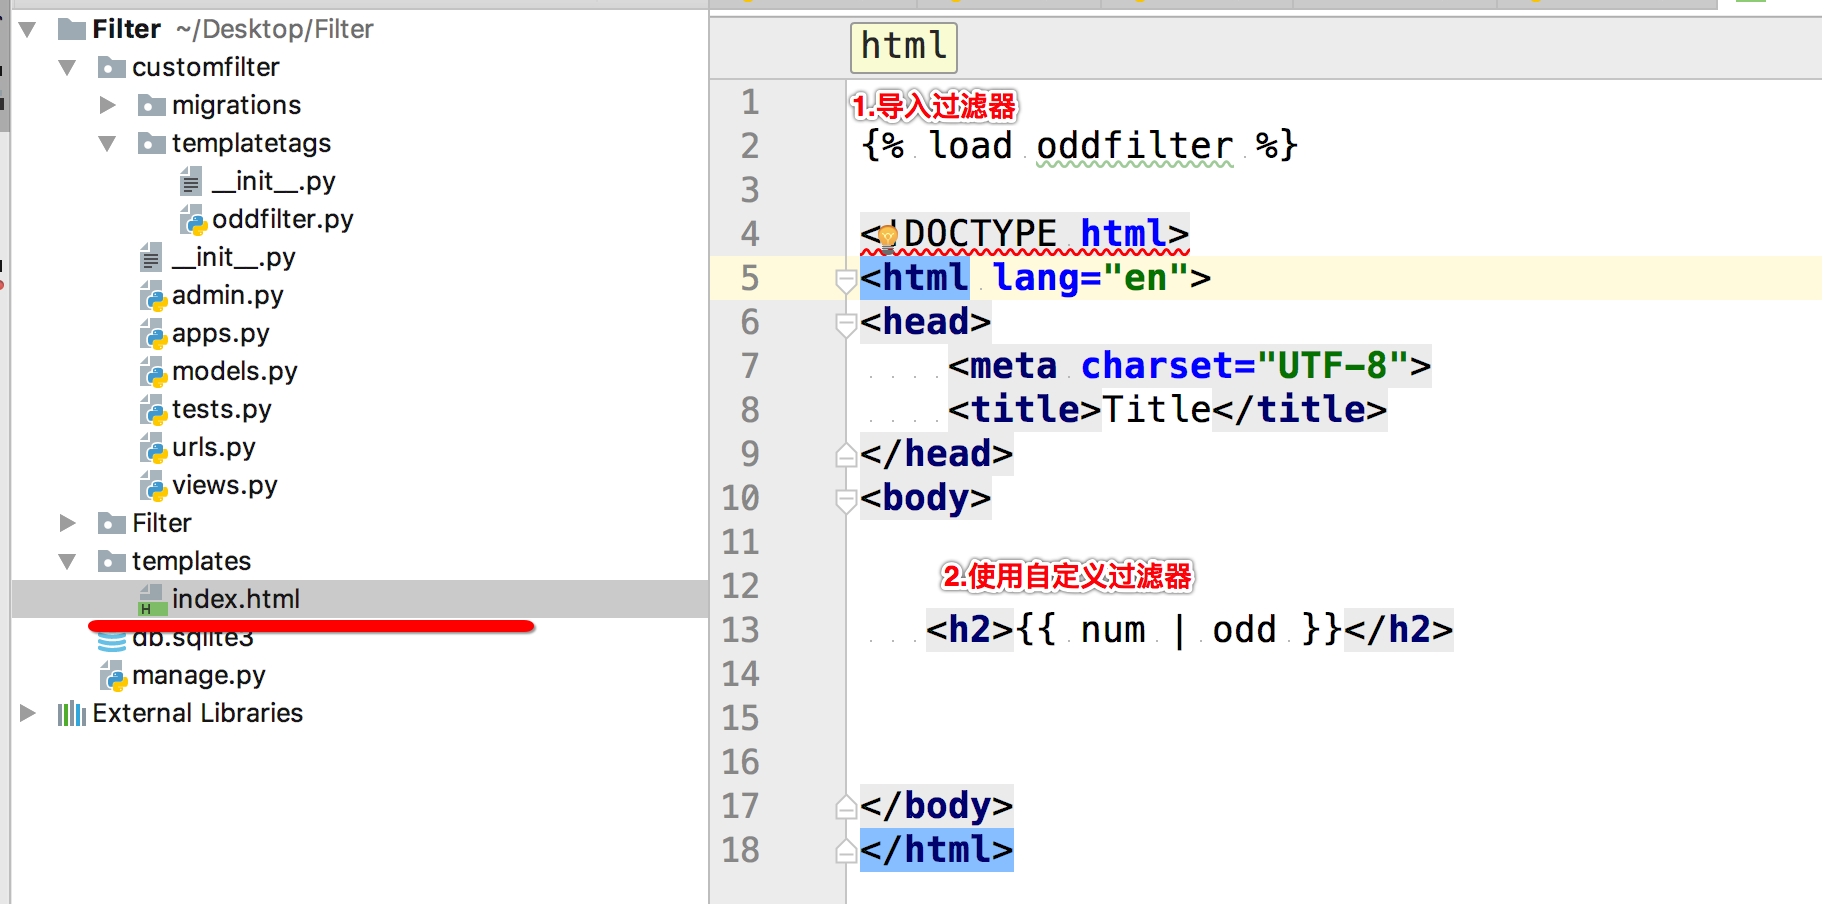 Filter ~/Desktop/Filter
customfilter
migrations
templatetags
__init__.py
oddfilter.py
__init__.py
admin.py
apps.py
models.py
tests.py
urls.py
views.py
Filter
templates
index.html
db.sqlite3
manage.py
External Libraries
html
1
1.导入过滤器
2 {% load oddfilter %}
3
4 <!DOCTYPE html>
5 <html lang="en">
6 <head>
7 <meta charset="UTF-8">
8 <title>Title</title>
9 </head>
10 <body>
11
2.使用自定义过滤器
12
13 <h2>{{ num | odd }}</h2>
14
15
16
17 </body>
18 </html>